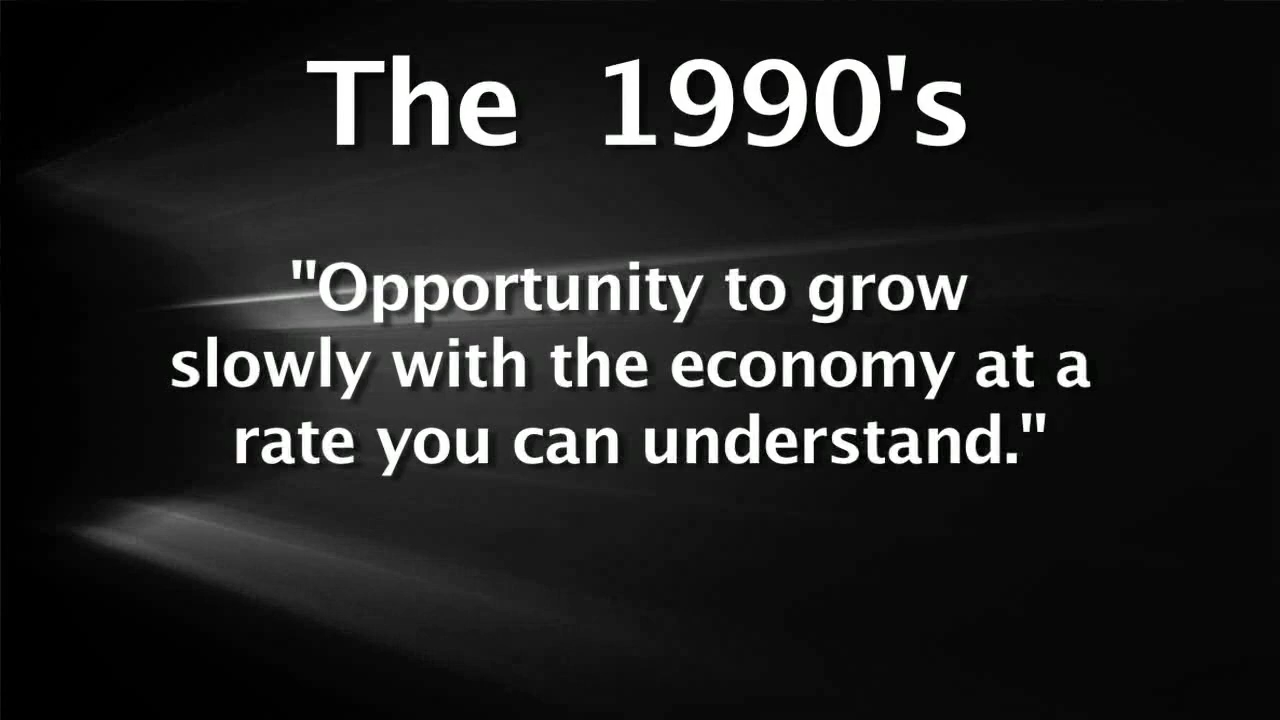 The 1990's
"Opportunity to grow
slowly with the economy at a
rate you can understand."